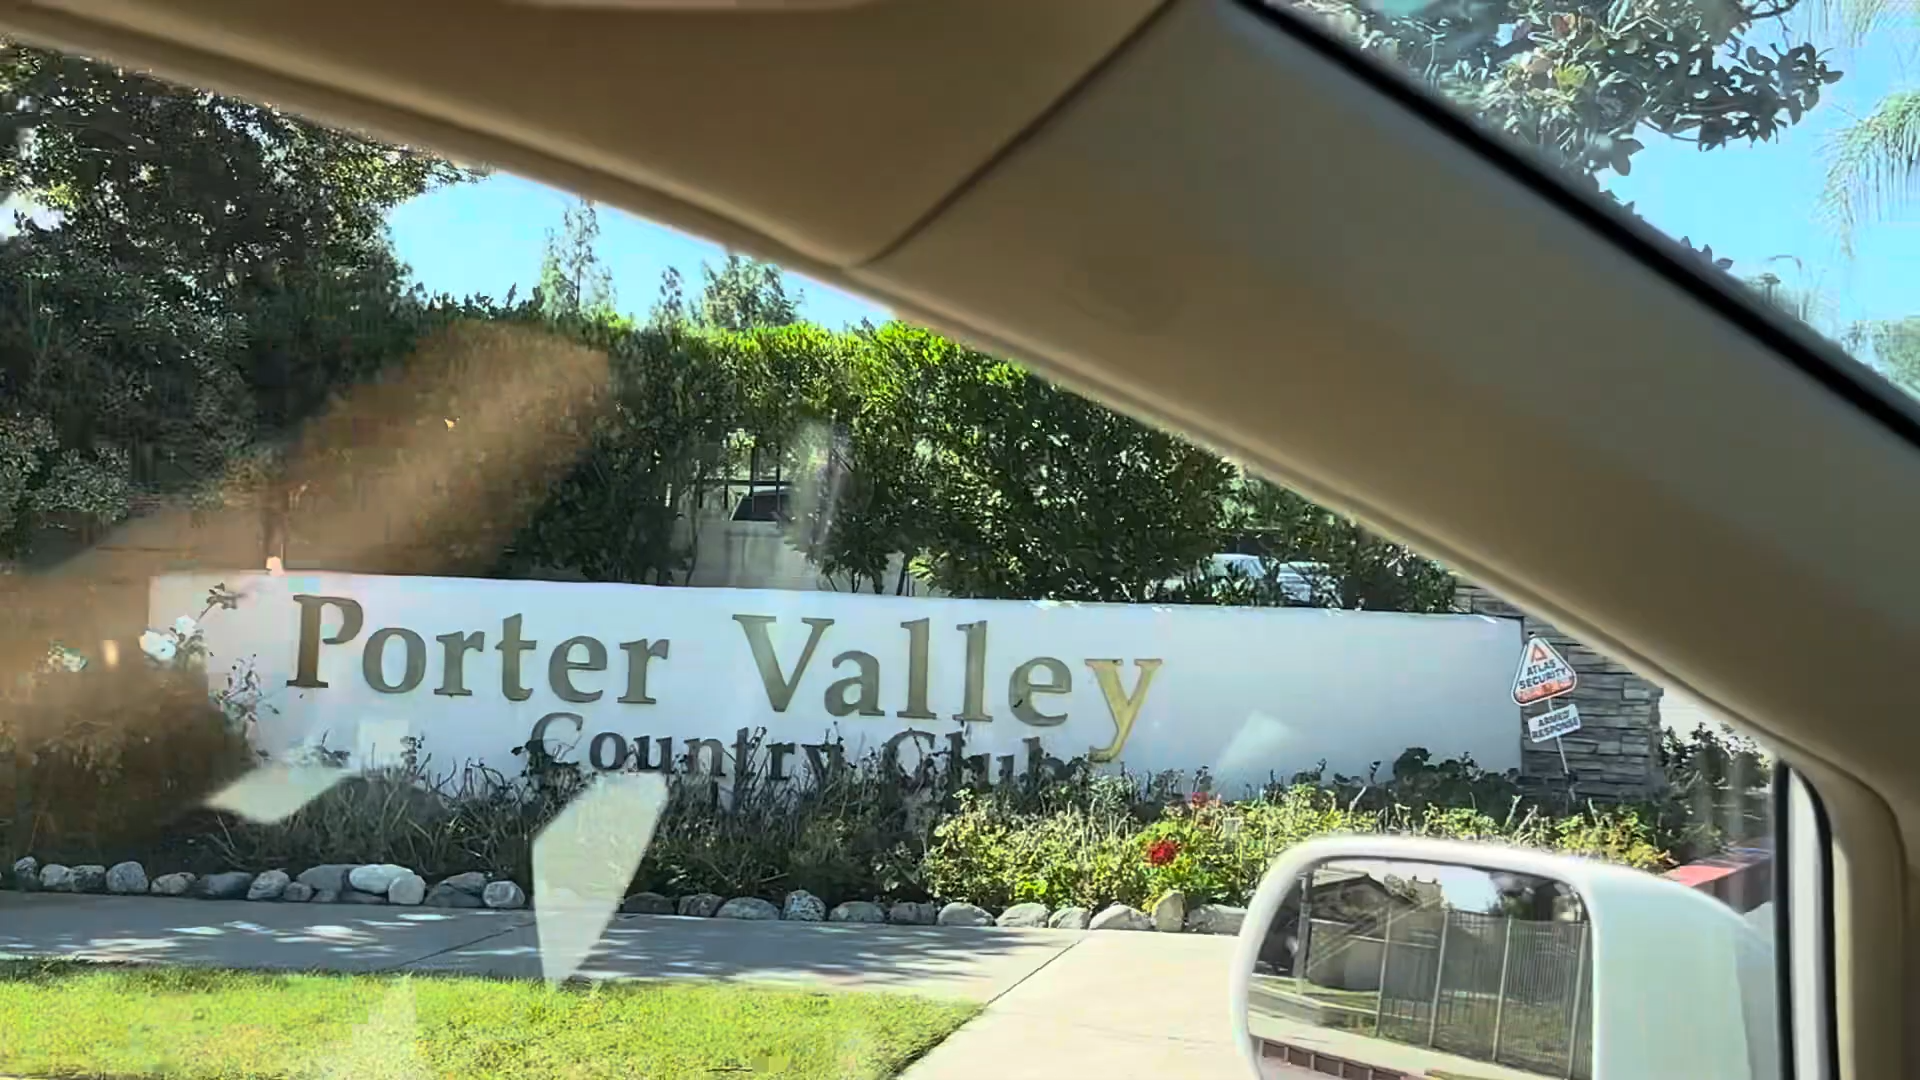 Porter Valley
Country Club
ATLAS
SECURITY
ARMED
RESPONSE